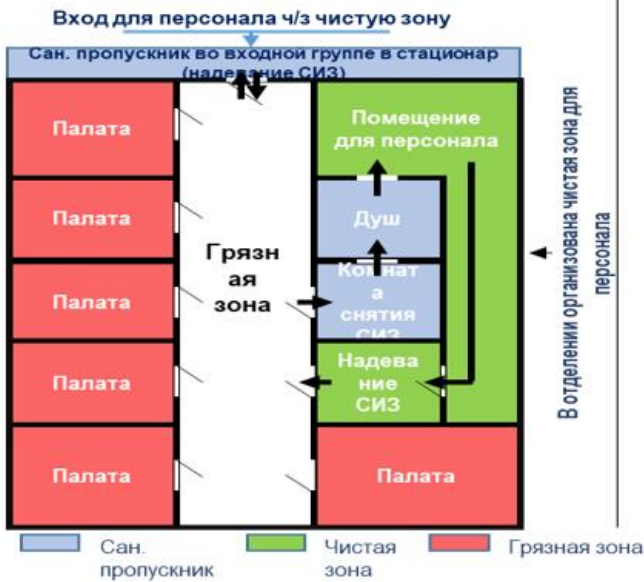 Вход для персонала ч/з чистую зону
Сан. пропускник во входной группе в стационар
(надевание СИЗ)
Палата
Палата
Палата
Палата
Палата
Грязн
ая
зона
Помещение
для персонала
Душ
Комнат
а
снятия
СИЗ
Надева
ние
СИЗ
Палата
В отделении организована чистая зона для
персонала
Сан.
пропускник
Чистая
зона
Грязная зона